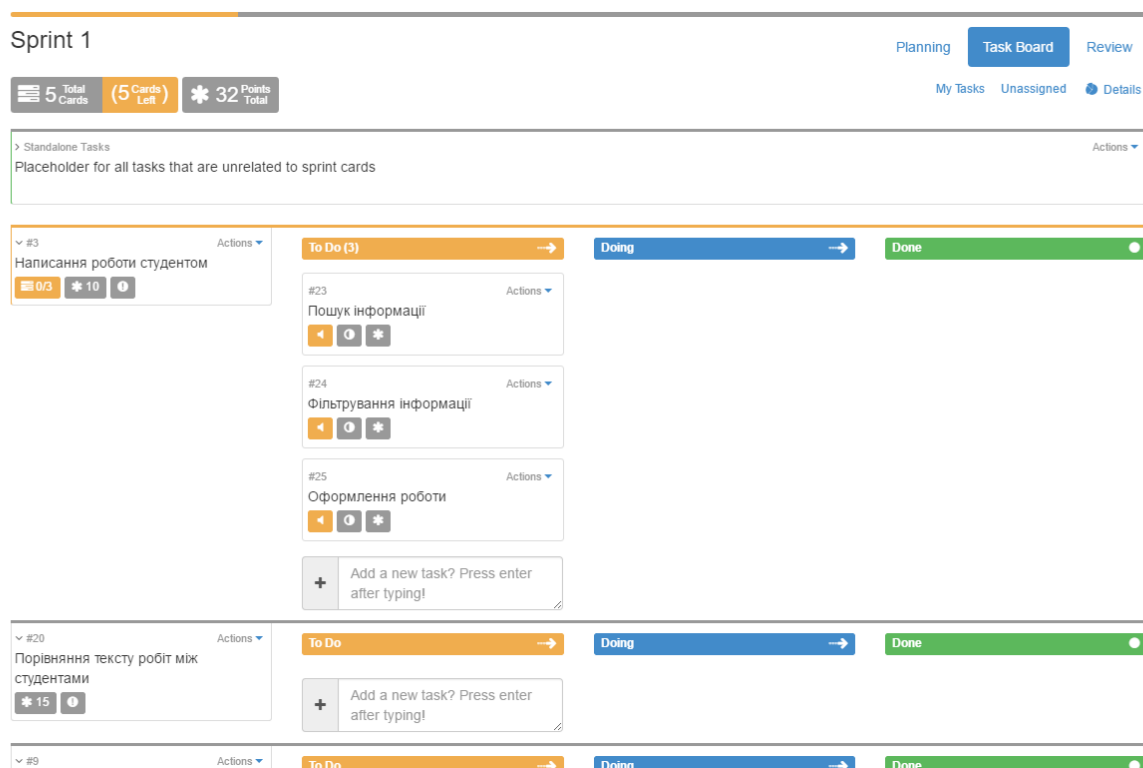 Sprint 1
Planning Task Board Review
5 Total Cards (5 Cards Left) 32 Points Total
My Tasks Unassigned Details
Standalone Tasks Actions
Placeholder for all tasks that are unrelated to sprint cards
#3 Actions
Написання роботи студентом
0/3 10
To Do (3) Doing Done
#23 Actions
Пошук інформації
#24 Actions
Фільтрування інформації
#25 Actions
Оформлення роботи
Add a new task? Press enter
after typing!
#20 Actions
Порівняння тексту робіт між
студентами
15
To Do Doing Done
Add a new task? Press enter
after typing!
#9 Actions
To Do Doing Done